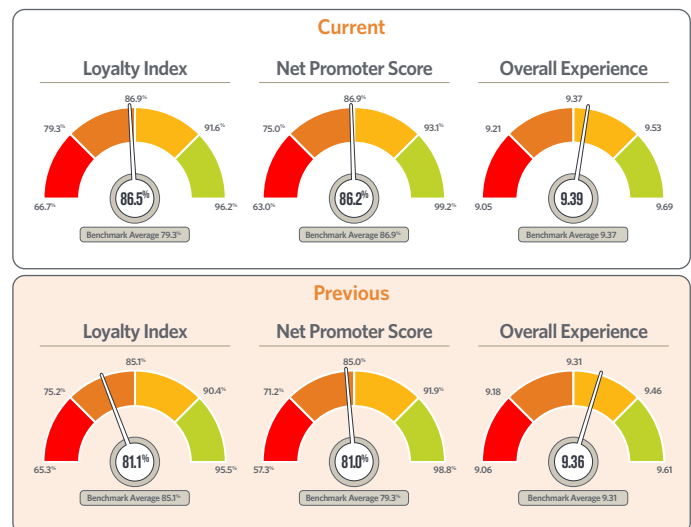 Current
Loyalty Index
Net Promoter Score
Overall Experience
86.9%
86.9%
9.37
79.3%
91.6%
75.0%
93.1%
9.21
9.53
86.5%
86.2%
9.39
66.7%
96.2%
63.0%
99.2%
9.05
9.69
Benchmark Average 79.3%
Benchmark Average 86.9%
Benchmark Average 9.37
Previous
Loyalty Index
Net Promoter Score
Overall Experience
85.1%
85.0%
9.31
75.2%
90.4%
71.2%
91.9%
9.18
9.46
81.1%
81.0%
9.36
65.3%
95.5%
57.3%
98.8%
9.06
9.61
Benchmark Average 85.1%
Benchmark Average 79.3%
Benchmark Average 9.31